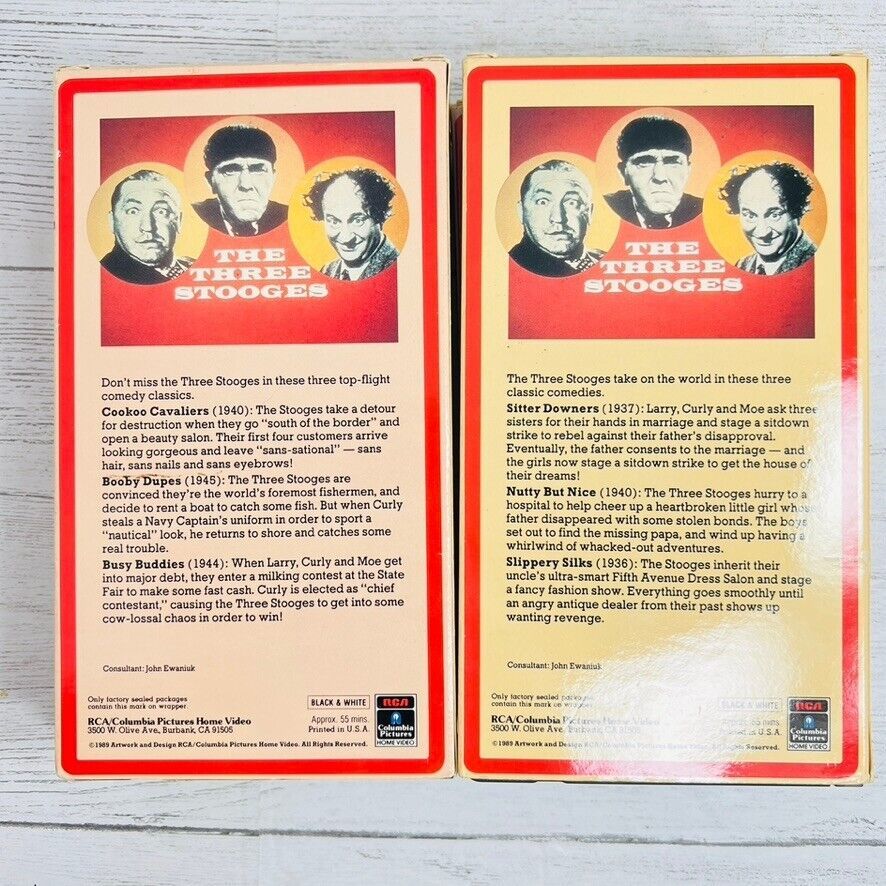 THE
THREE
STOOGES
Don't miss the Three Stooges in these three top-flight
comedy classics.
Cookoo Cavaliers (1940): The Stooges take a detour
for destruction when they go "south of the border" and
open a beauty salon. Their first four customers arrive
looking gorgeous and leave "sans-sational" — sans
hair, sans nails and sans eyebrows!
Booby Dupes (1945): The Three Stooges are
convinced they're the world's foremost fishermen, and
decide to rent a boat to catch some fish. But when Curly
steals a Navy Captain's uniform in order to sport a
"nautical" look, he returns to shore and catches some
real trouble.
Busy Buddies (1944): When Larry, Curly and Moe get
into major debt, they enter a milking contest at the State
Fair to make some fast cash. Curly is elected as "chief
contestant," causing the Three Stooges to get into some
cow-lossal chaos in order to win!
Consultant: John Ewaniuk
Only factory sealed packages
contain this mark on wrapper.
BLACK & WHITE
RCA/Columbia Pictures Home Video
3500 W. Olive Ave., Burbank, CA 91505
Approx. 55 mins.
Printed in U.S.A.
©1989 Artwork and Design RCA/Columbia Pictures Home Video. All Rights Reserved.
RCA
Columbia
Pictures
HOME VIDEO
THE
THREE
STOOGES
The Three Stooges take on the world in these three
classic comedies.
Sitter Downers (1937): Larry, Curly and Moe ask three
sisters for their hands in marriage and stage a sitdown
strike to rebel against their father's disapproval.
Eventually, the father consents to the marriage — and
the girls now stage a sitdown strike to get the house of
their dreams!
Nutty But Nice (1940): The Three Stooges hurry to a
hospital to help cheer up a heartbroken little girl whose
father disappeared with some stolen bonds. The boys
set out to find the missing papa, and wind up having a
whirlwind of whacked-out adventures.
Slippery Silks (1936): The Stooges inherit their
uncle's ultra-smart Fifth Avenue Dress Salon and stage
a fancy fashion show. Everything goes smoothly until
an angry antique dealer from their past shows up
wanting revenge.
Consultant: John Ewaniuk
Only factory sealed packages
contain this mark on wrapper.
BLACK & WHITE
RCA/Columbia Pictures Home Video
3500 W. Olive Ave., Burbank, CA
Approx. 55 mins.
Printed in U.S.A.
©1989 Artwork and Design RCA/Columbia Pictures Home Video. All Rights Reserved.
RCA
Columbia
Pictures
HOME VIDEO